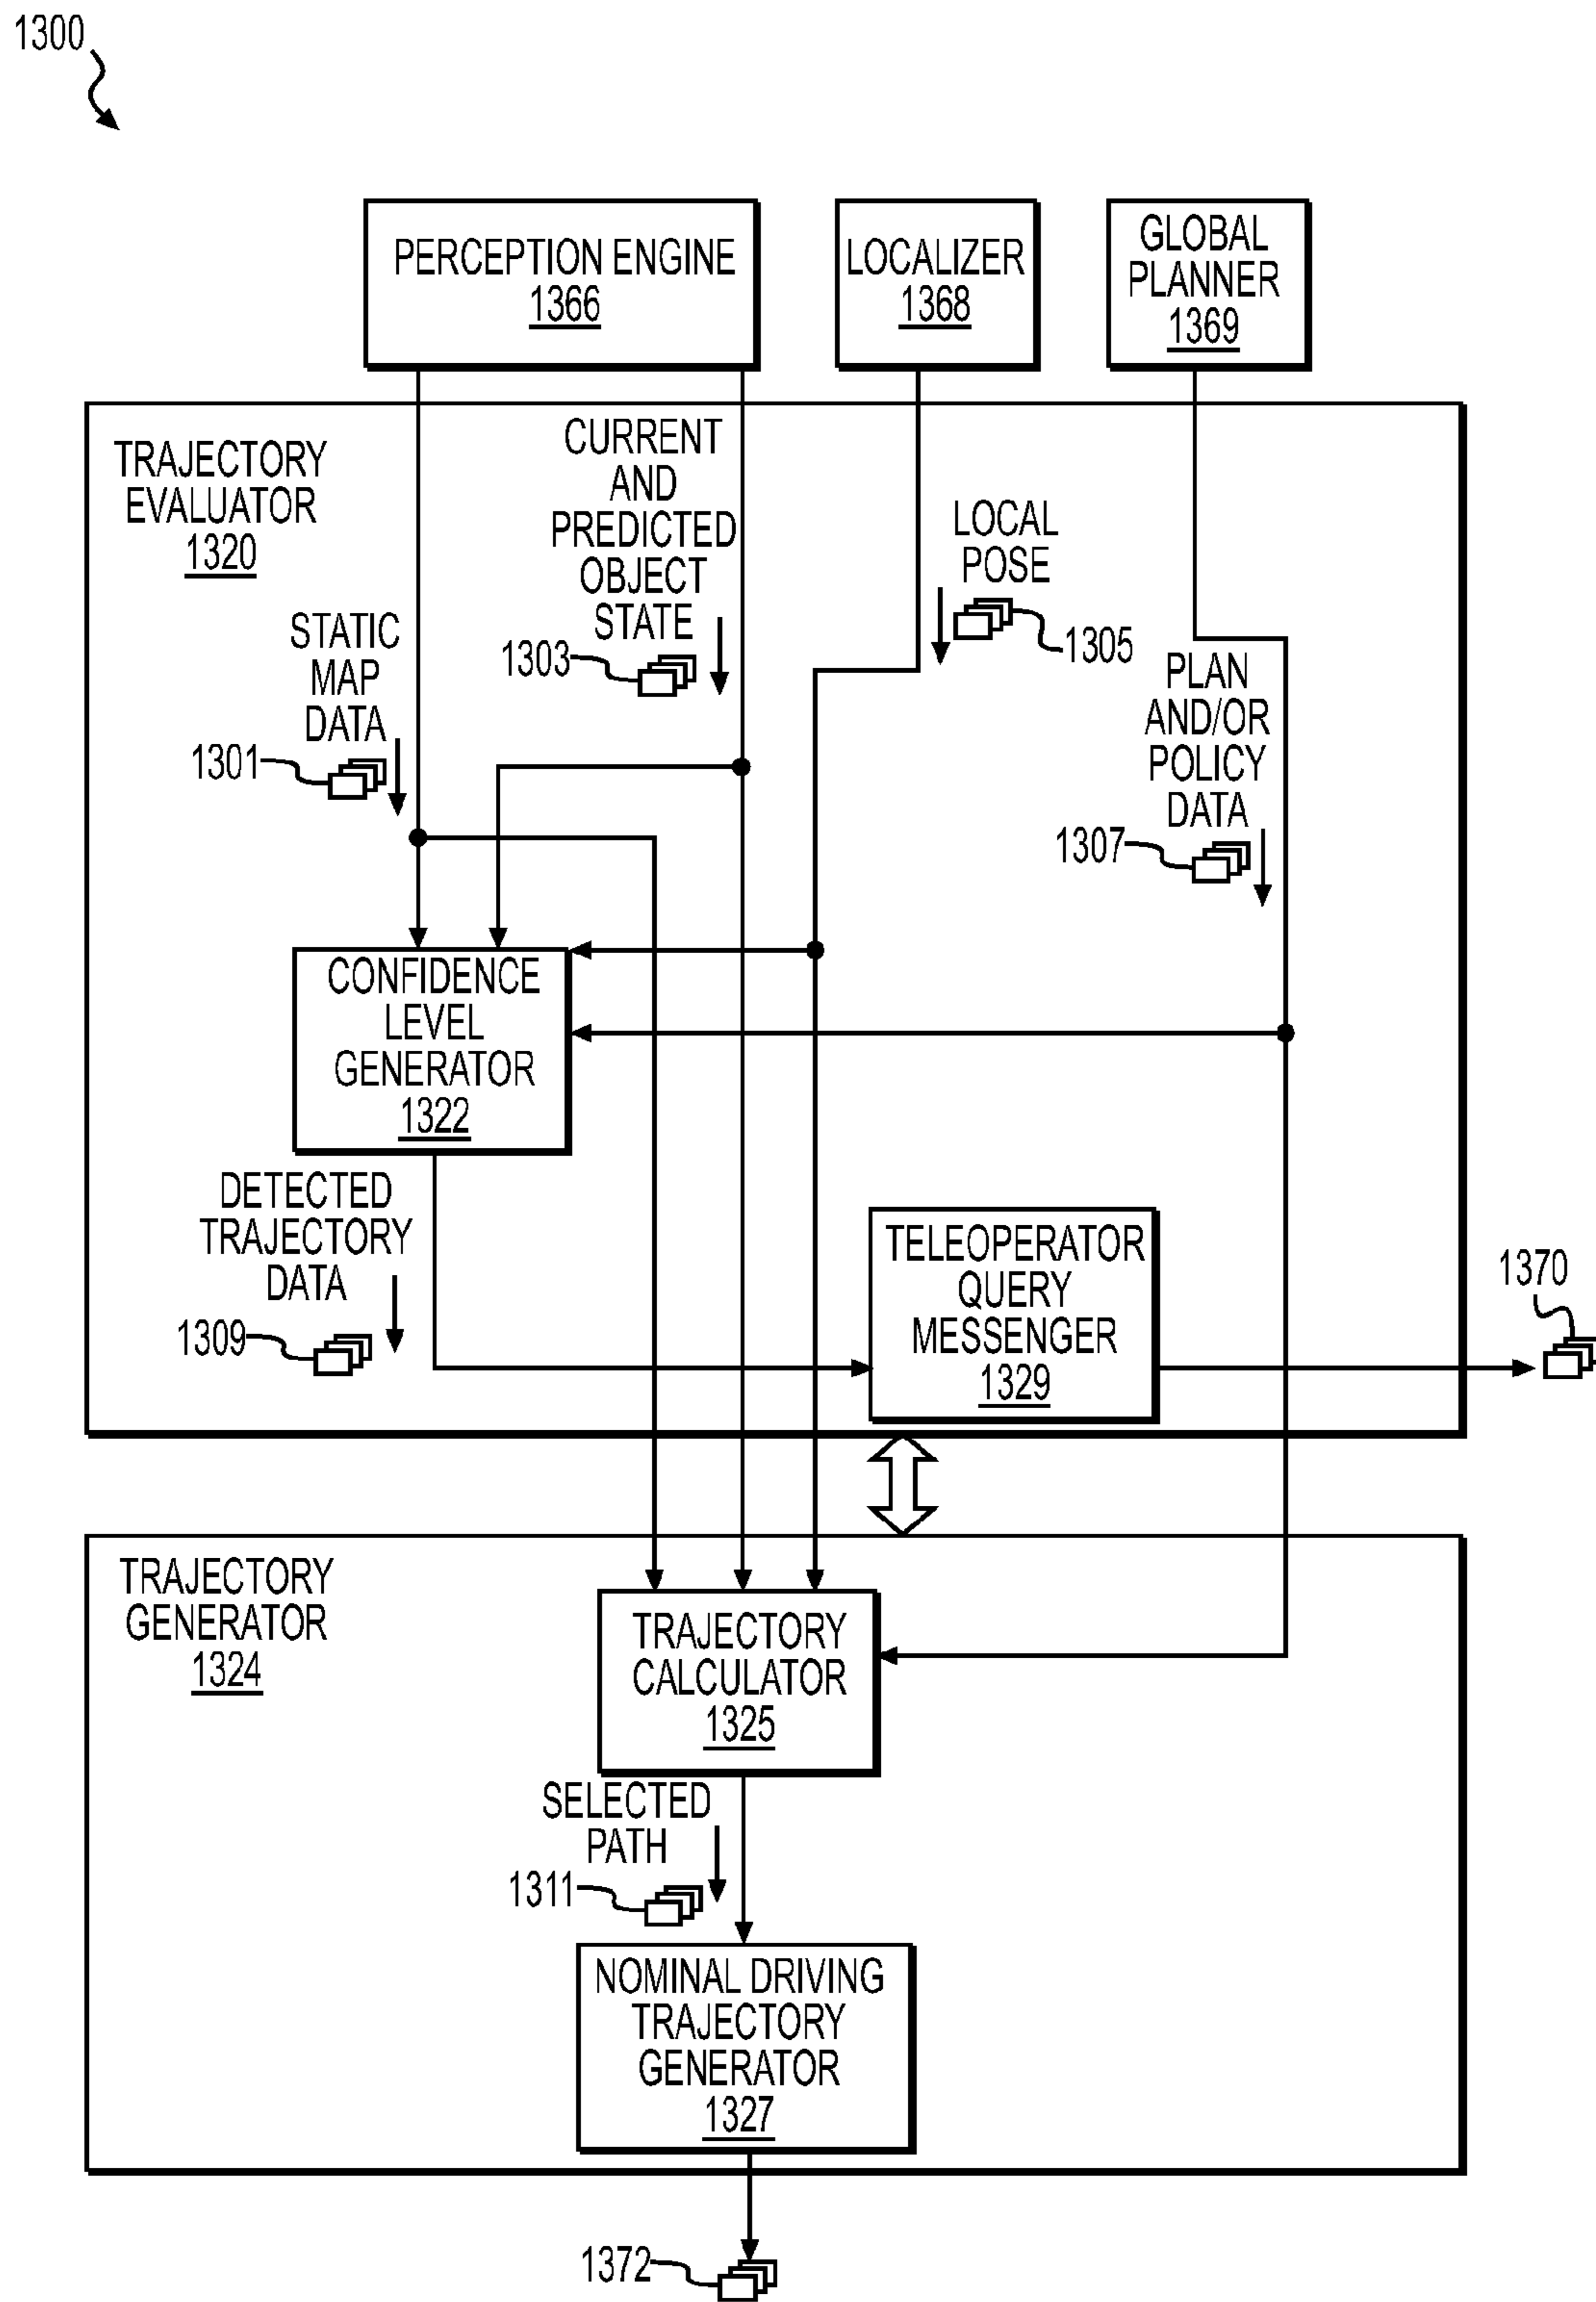 1300
PERCEPTION ENGINE
1366
LOCALIZER
1368
GLOBAL
PLANNER
1369
TRAJECTORY
EVALUATOR
1320
CURRENT
AND
PREDICTED
OBJECT
STATE
1303
LOCAL
POSE
1305
STATIC
MAP
DATA
1301
PLAN
AND/OR
POLICY
DATA
1307
CONFIDENCE
LEVEL
GENERATOR
1322
DETECTED
TRAJECTORY
DATA
1309
TELEOPERATOR
QUERY
MESSENGER
1329
1370
TRAJECTORY
GENERATOR
1324
TRAJECTORY
CALCULATOR
1325
SELECTED
PATH
1311
NOMINAL DRIVING
TRAJECTORY
GENERATOR
1327
1372